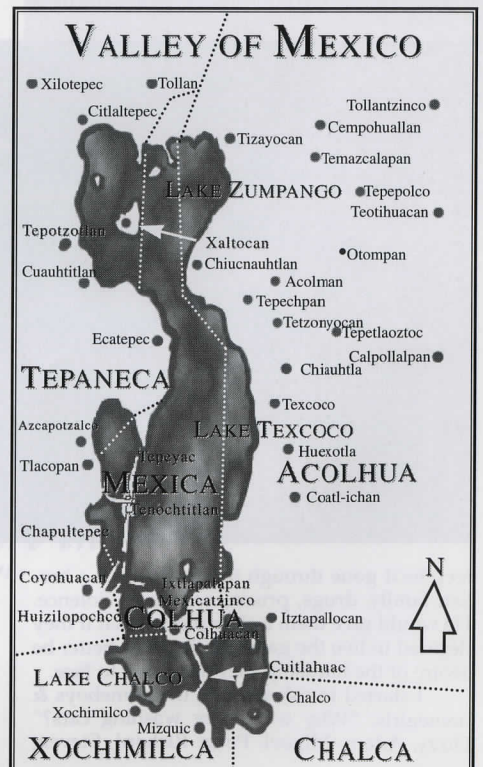 VALLEY OF MEXICO
Xilotepec
Tollan
Citlaltepec
Tollantzinco
Cempohuallan
Tizayocan
Temazcalapan
LAKE ZUMPANGO
Tepepolco
Teotihuacan
Tepotzotlan
Xaltocan
Otompan
Cuauhtitlan
Chiucnauhtlan
Acolman
Tepechpan
Tetzonyocan
Tepetlaoztoc
Ecatepec
Calpollalpan
Chiauhtla
TEPANECA
Texcoco
Azcapotzalco
LAKE TEXCOCO
Huexotla
Tlacopan
Tepeyac
ACOLHUA
MEXICA
Coatl-ichan
Tenochtitlan
Chapultepec
N
Coyohuacan
Ixtlapalapan
Mexicatzinco
Huizilopochco
COLHUA
Itztapallocan
Colhuacan
Cuitlahuac
LAKE CHALCO
Chalco
Xochimilco
Mizquic
XOCHIMILCA
CHALCA